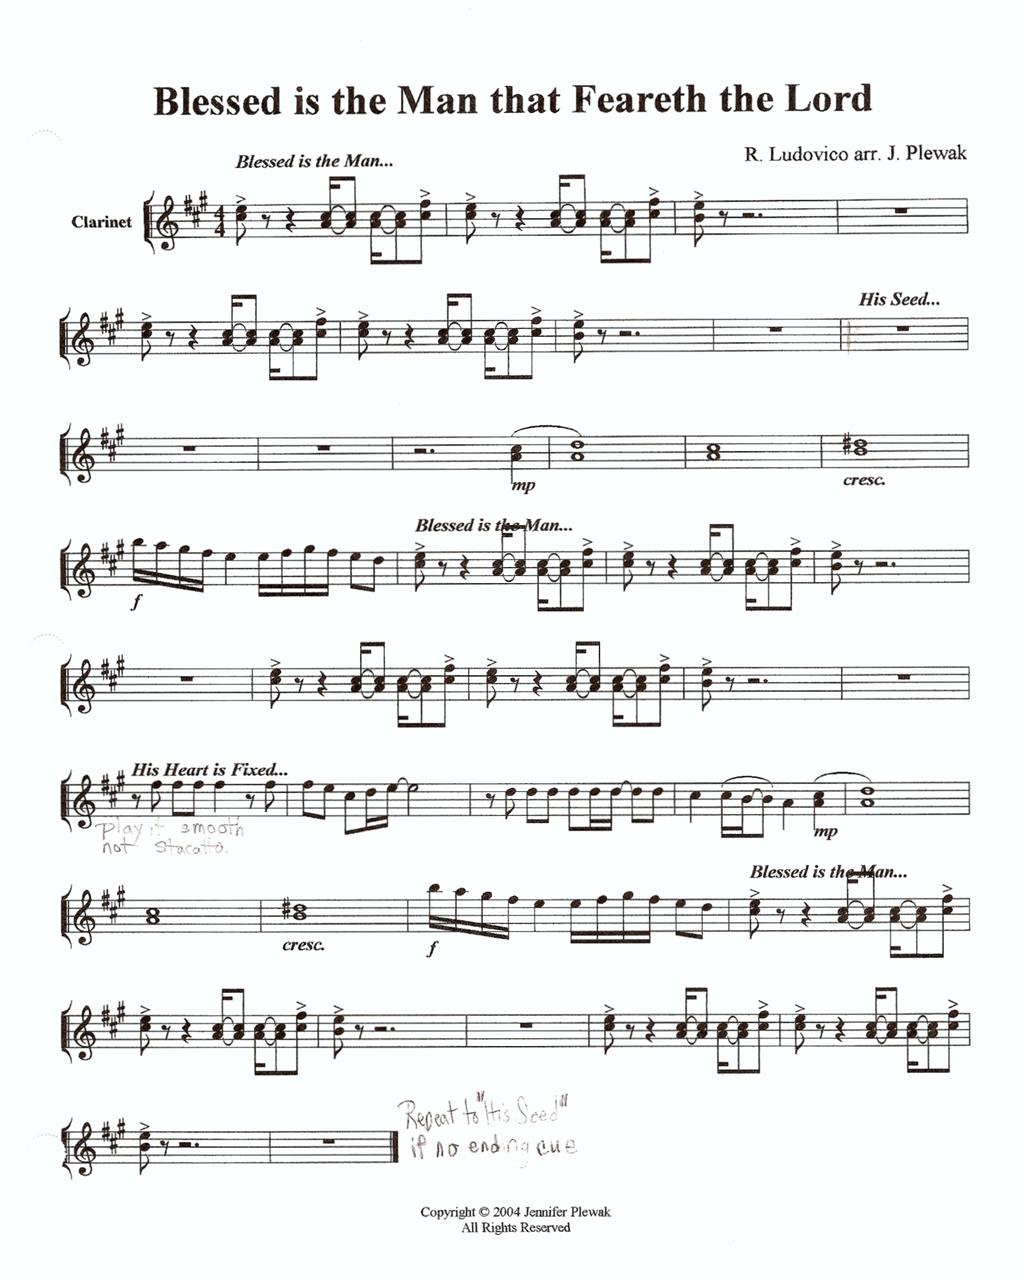 Blessed is the Man that Feareth the Lord
R. Ludovico arr. J. Plewak
Blessed is the Man...
Clarinet
4
4
His Seed...
mp
cresc.
Blessed is the Man...
f
His Heart is Fixed...
play it smooth
not stacatto.
mp
Blessed is the Man...
cresc.
f
Repeat to "His Seed"
if no ending cue
Copyright © 2004 Jennifer Plewak
All Rights Reserved